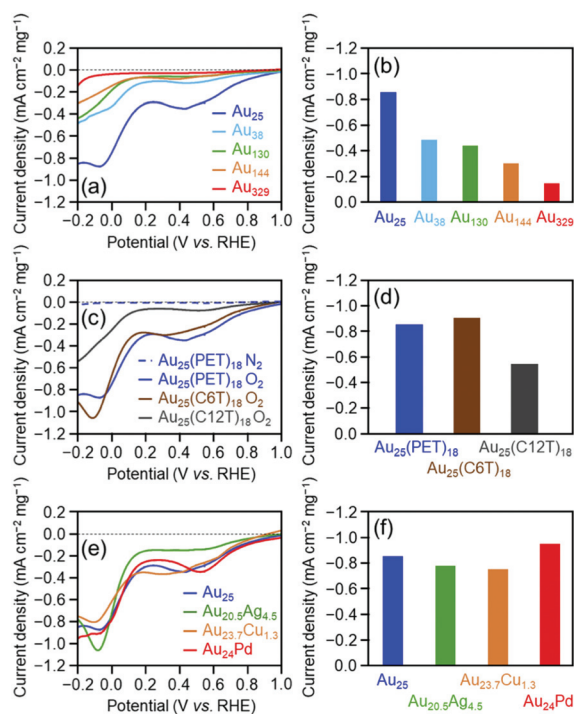 Current density (mA cm⁻² mg⁻¹)
0.2
0.0
−0.2
−0.4
−0.6
−0.8
−1.0
−1.2
(a)
Au₂₅
Au₃₈
Au₁₃₀
Au₁₄₄
Au₃₂₉
−0.2 0.0 0.2 0.4 0.6 0.8 1.0
Potential (V vs. RHE)
Current density (mA cm⁻² mg⁻¹)
−1.2
−1.0
−0.8
−0.6
−0.4
−0.2
0.0
(b)
Au₂₅ Au₃₈ Au₁₃₀ Au₁₄₄ Au₃₂₉
Current density (mA cm⁻² mg⁻¹)
0.2
0.0
−0.2
−0.4
−0.6
−0.8
−1.0
−1.2
(c)
Au₂₅(PET)₁₈ N₂
Au₂₅(PET)₁₈ O₂
Au₂₅(C6T)₁₈ O₂
Au₂₅(C12T)₁₈ O₂
−0.2 0.0 0.2 0.4 0.6 0.8 1.0
Potential (V vs. RHE)
Current density (mA cm⁻² mg⁻¹)
−1.2
−1.0
−0.8
−0.6
−0.4
−0.2
0.0
(d)
Au₂₅(PET)₁₈ Au₂₅(C12T)₁₈
Au₂₅(C6T)₁₈
Current density (mA cm⁻² mg⁻¹)
0.2
0.0
−0.2
−0.4
−0.6
−0.8
−1.0
−1.2
(e)
Au₂₅
Au₂₀.₅Ag₄.₅
Au₂₃.₇Cu₁.₃
Au₂₄Pd
−0.2 0.0 0.2 0.4 0.6 0.8 1.0
Potential (V vs. RHE)
Current density (mA cm⁻² mg⁻¹)
−1.2
−1.0
−0.8
−0.6
−0.4
−0.2
0.0
(f)
Au₂₅ Au₂₃.₇Cu₁.₃
Au₂₀.₅Ag₄.₅ Au₂₄Pd